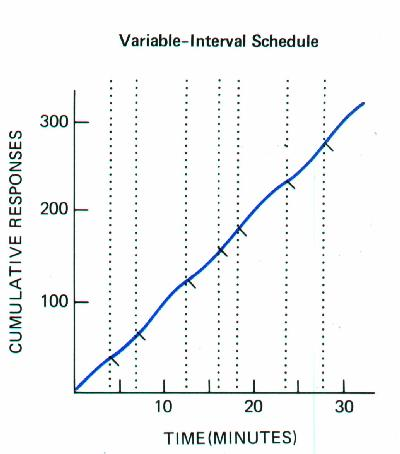 Variable-Interval Schedule
300
200
100
CUMULATIVE RESPONSES
10 20 30
TIME(MINUTES)